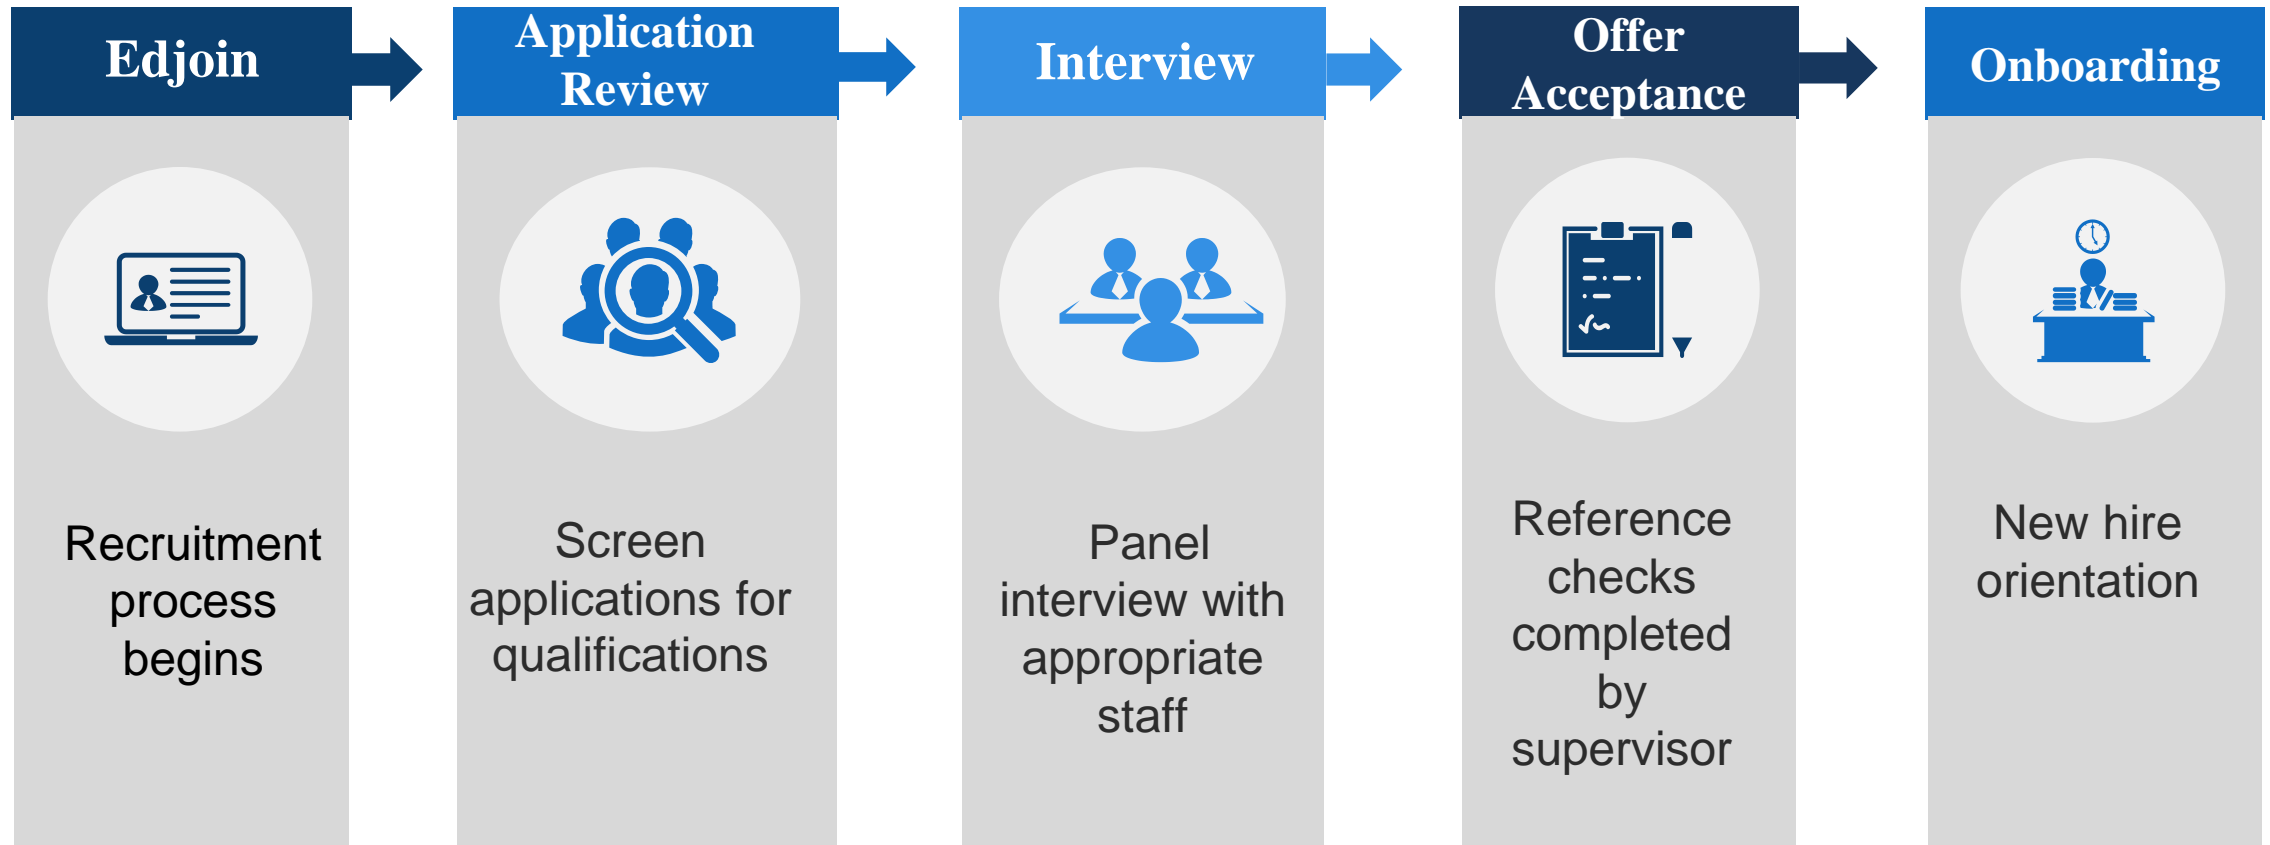 Edjoin
Recruitment
process
begins
Application
Review
Screen
applications for
qualifications
Interview
Panel
interview with
appropriate
staff
Offer
Acceptance
Reference
checks
completed
by
supervisor
Onboarding
New hire
orientation